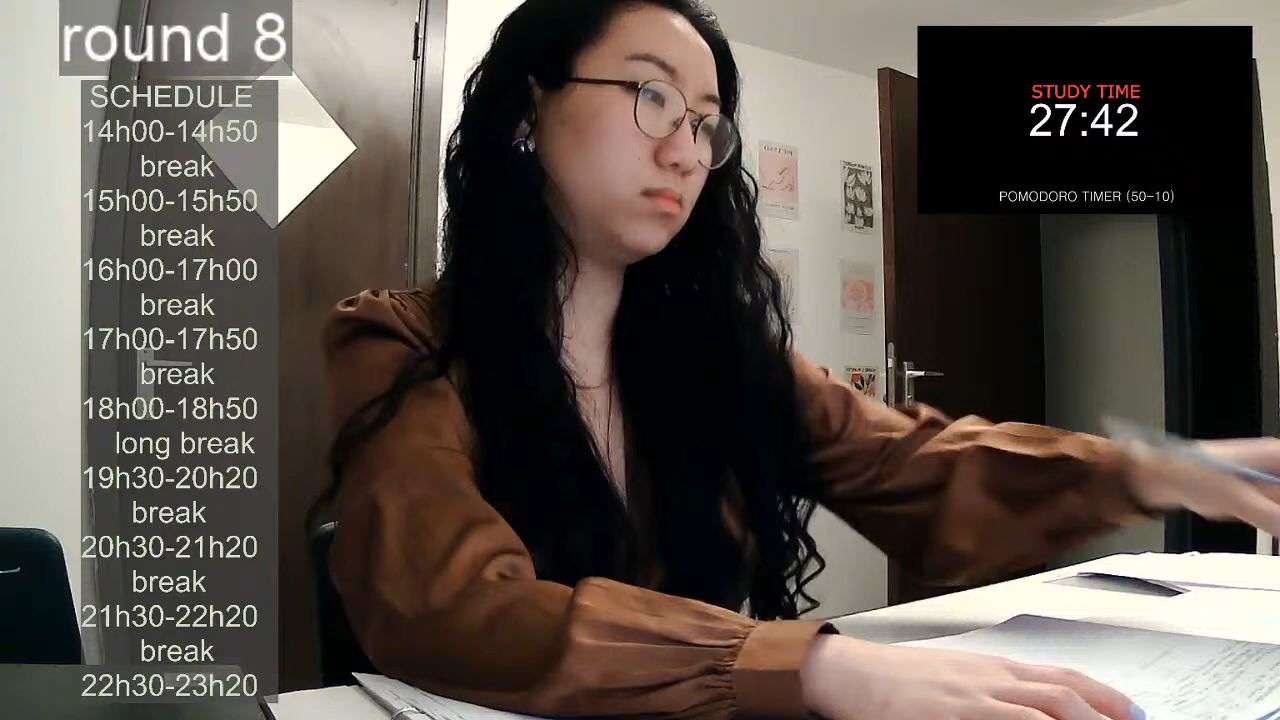 round 8
SCHEDULE
14h00-14h50
break
15h00-15h50
break
16h00-17h00
break
17h00-17h50
break
18h00-18h50
long break
19h30-20h20
break
20h30-21h20
break
21h30-22h20
break
22h30-23h20
STUDY TIME
27:42
POMODORO TIMER (50-10)